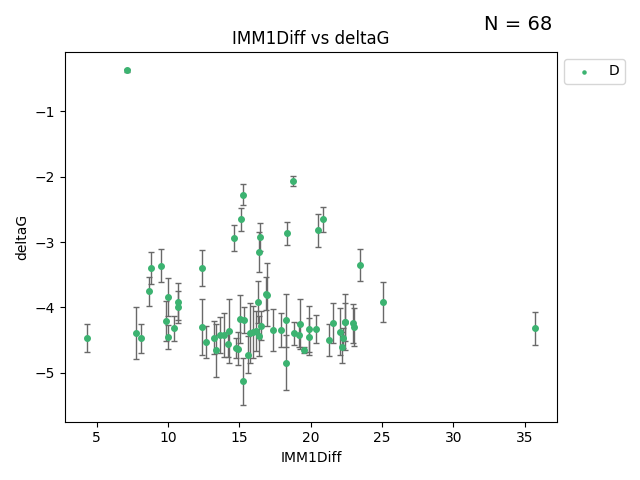 N = 68
IMM1Diff vs deltaG
D
deltaG
−1
−2
−3
−4
−5
5 10 15 20 25 30 35
IMM1Diff